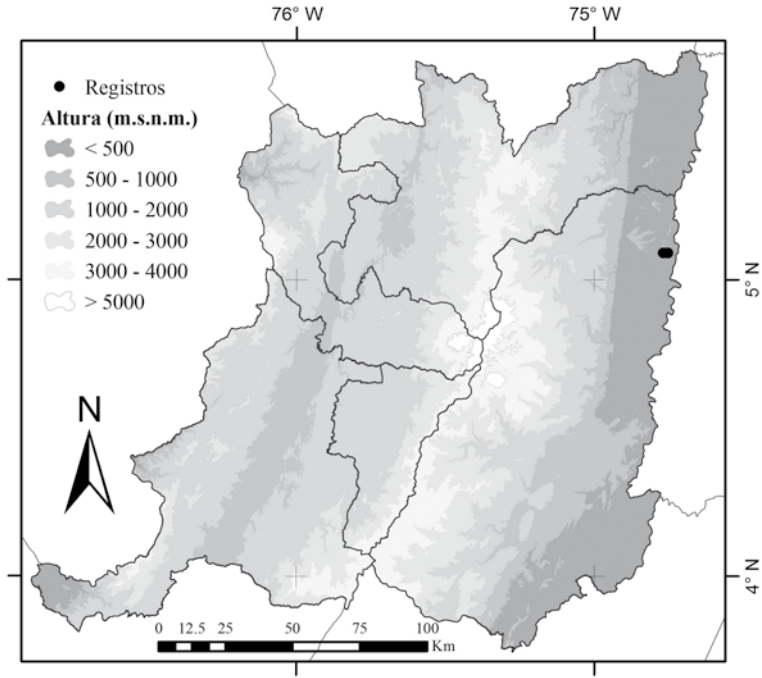 76° W
75° W
Registros
Altura (m.s.n.m.)
< 500
500 - 1000
1000 - 2000
2000 - 3000
3000 - 4000
> 5000
5° N
N
4° N
0 12.5 25 50 75 100
Km